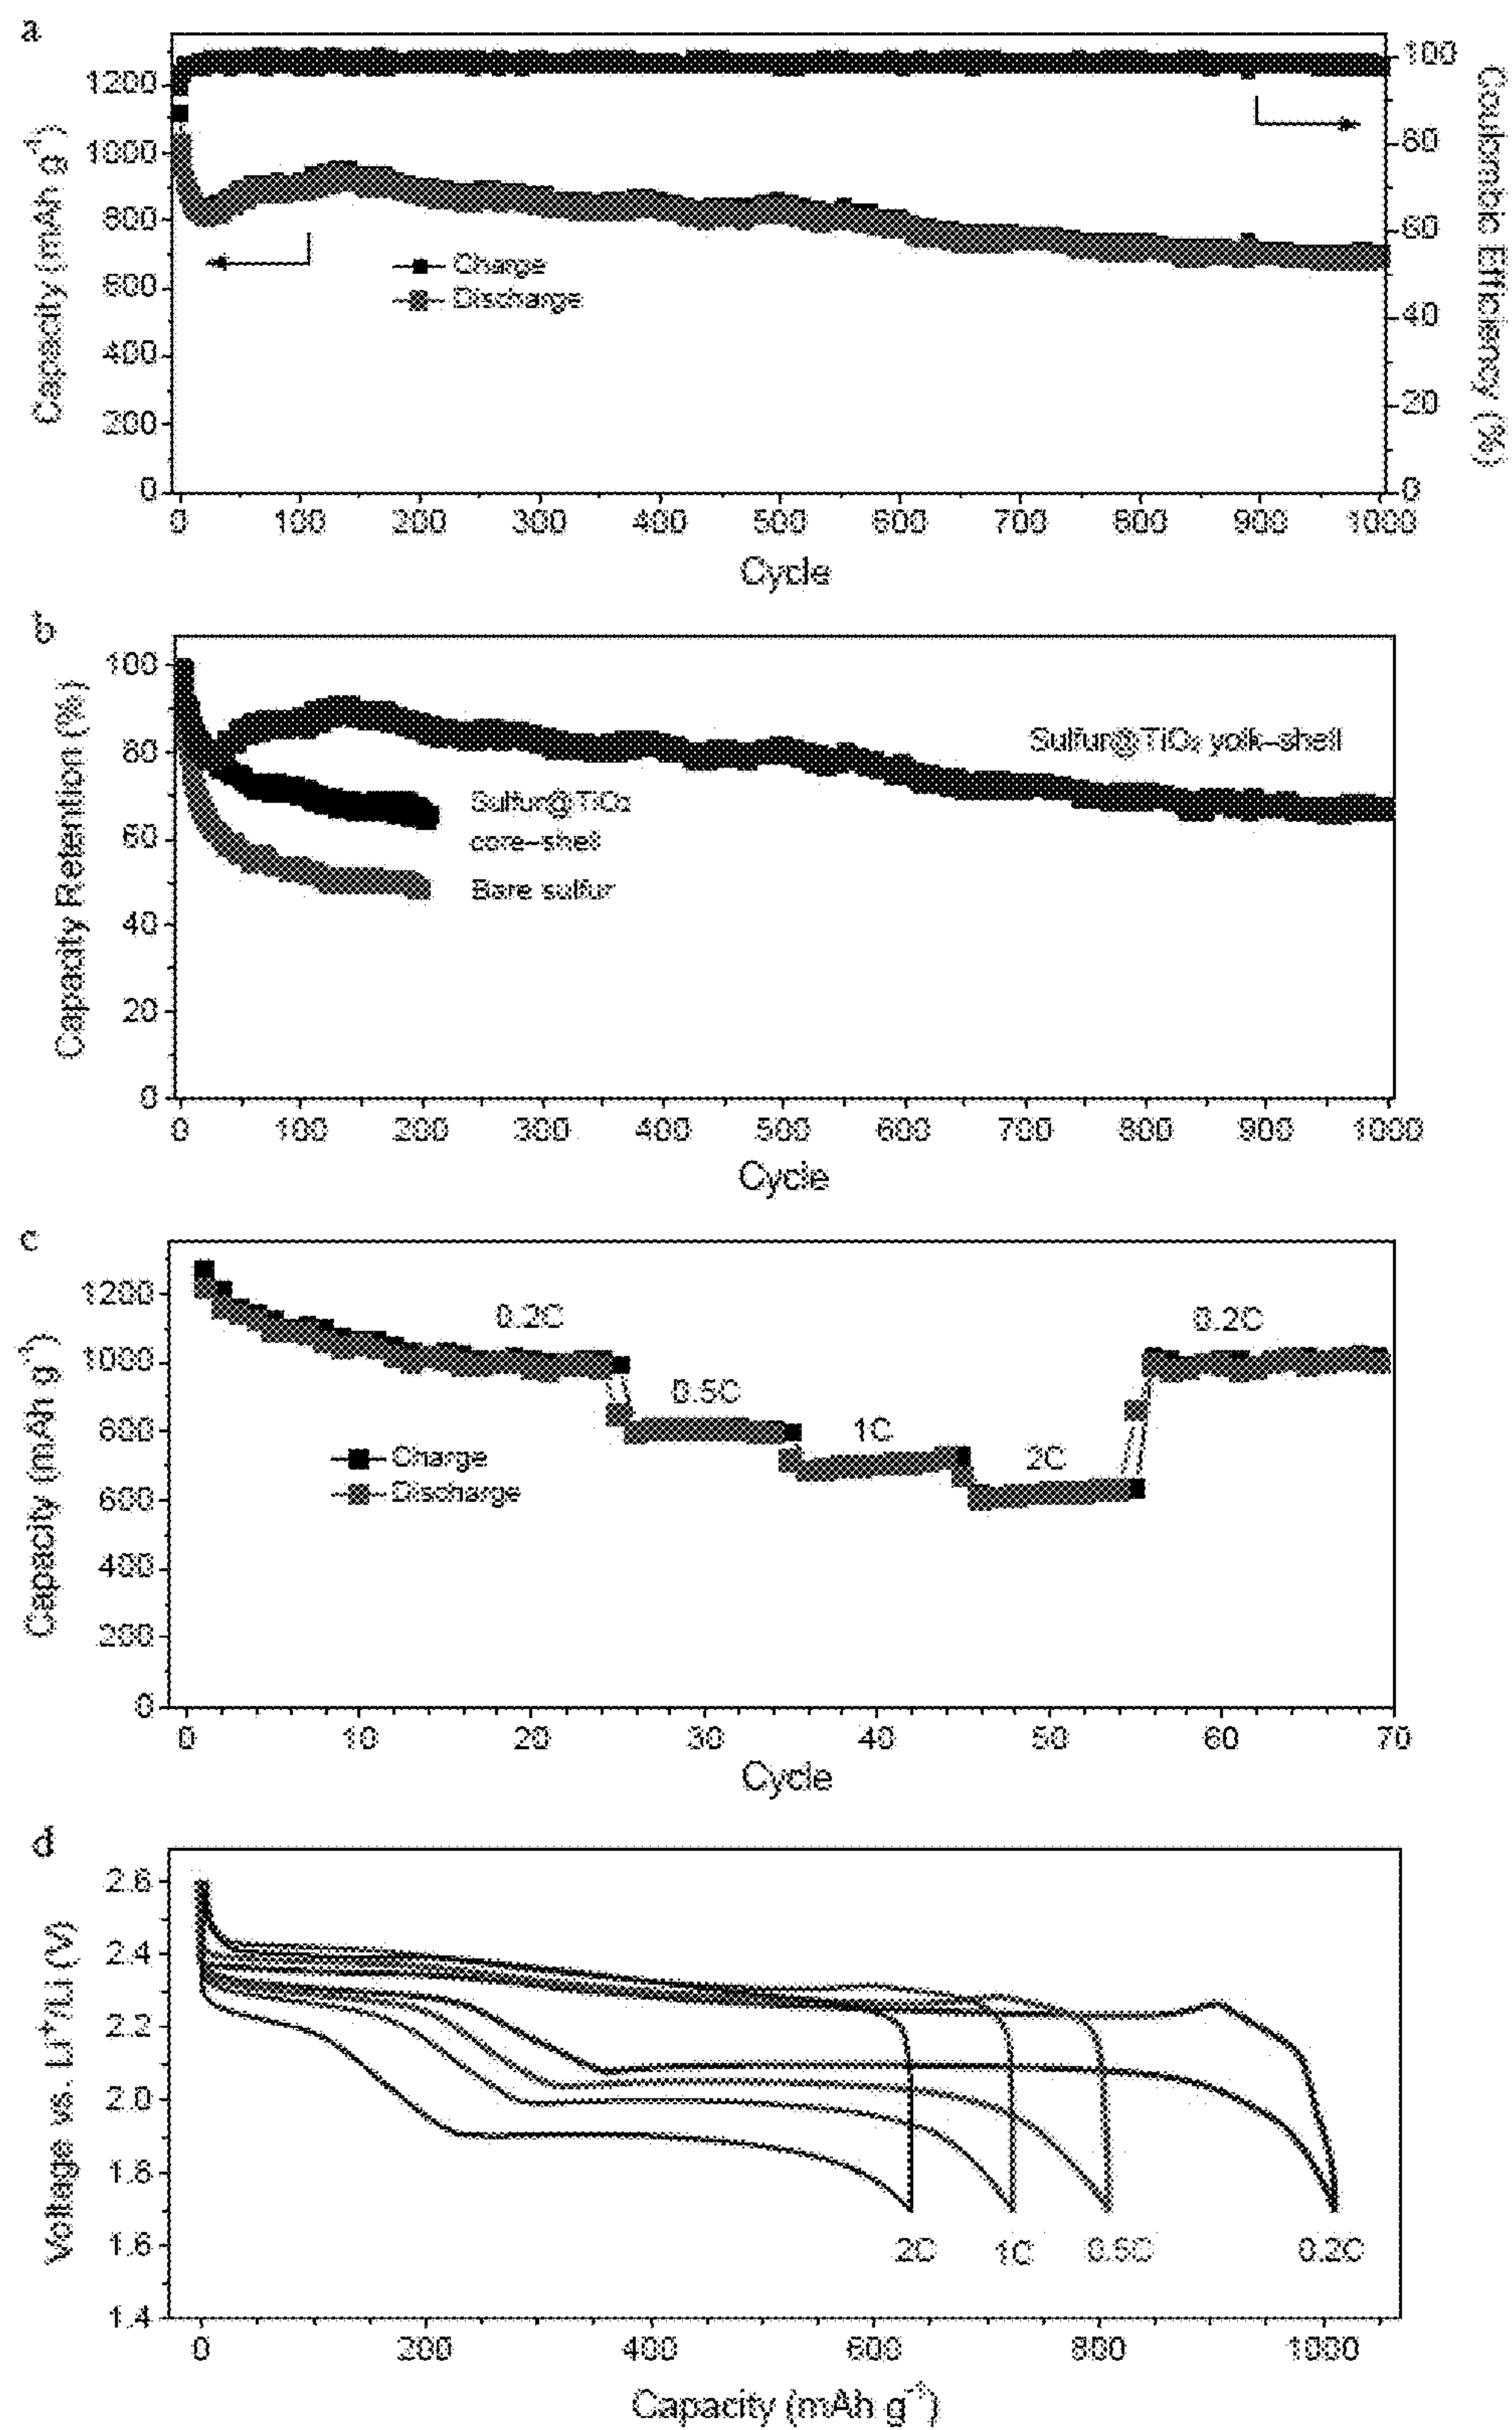 a
1200
1000
800
600
400
200
0
100
80
60
40
20
0
Capacity (mAh g⁻¹)
Coulombic Efficiency (%)
Charge
Discharge
0 100 200 300 400 500 600 700 800 900 1000
Cycle
b
100
80
60
40
20
0
Capacity Retention (%)
Sulfur@TiO₂ yolk–shell
Sulfur@TiO₂
core–shell
Bare sulfur
0 100 200 300 400 500 600 700 800 900 1000
Cycle
c
1200
1000
800
600
400
200
0
Capacity (mAh g⁻¹)
0.2C
0.5C
1C
2C
0.2C
Charge
Discharge
0 10 20 30 40 50 60 70
Cycle
d
2.6
2.4
2.2
2.0
1.8
1.6
1.4
Voltage vs. Li⁺/Li (V)
2C 1C 0.5C 0.2C
0 200 400 600 800 1000
Capacity (mAh g⁻¹)